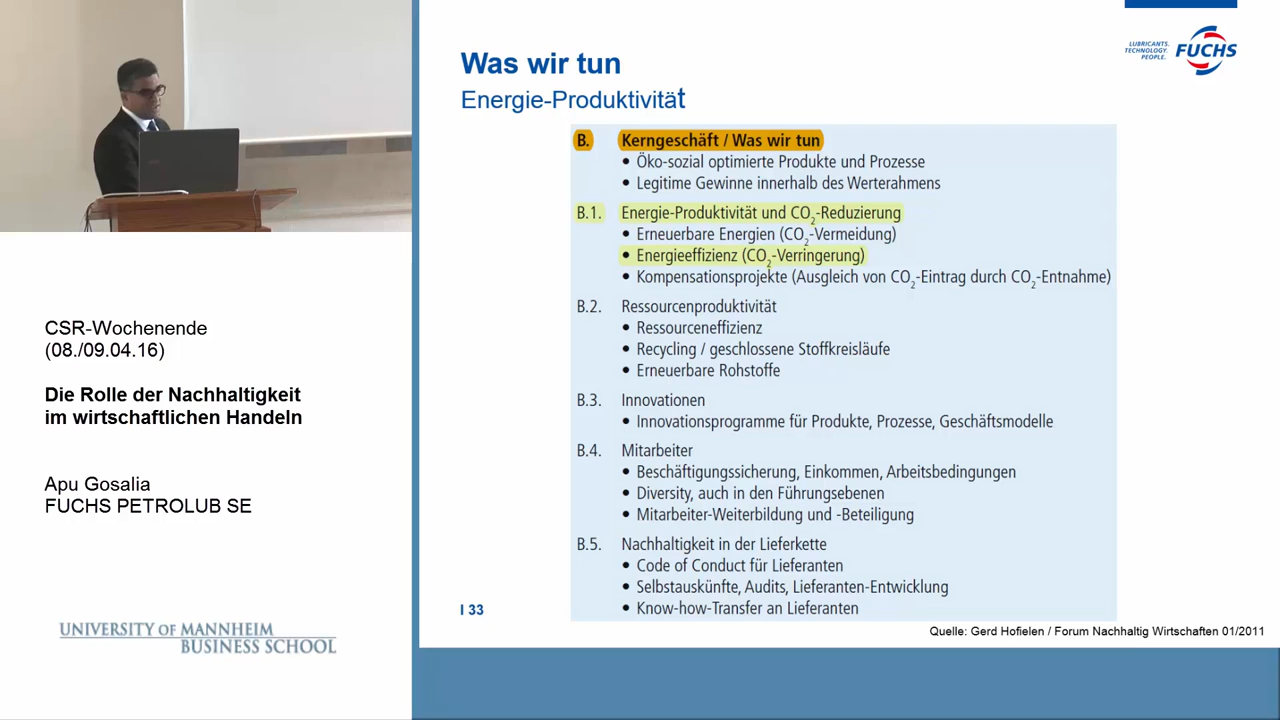 CSR-Wochenende
(08./09.04.16)
Die Rolle der Nachhaltigkeit
im wirtschaftlichen Handeln
Apu Gosalia
FUCHS PETROLUB SE
UNIVERSITY OF MANNHEIM
BUSINESS SCHOOL
LUBRICANTS.
TECHNOLOGY.
PEOPLE.
FUCHS
Was wir tun
Energie-Produktivität
B. Kerngeschäft / Was wir tun
• Öko-sozial optimierte Produkte und Prozesse
• Legitime Gewinne innerhalb des Werterahmens
B.1. Energie-Produktivität und CO₂-Reduzierung
• Erneuerbare Energien (CO₂-Vermeidung)
• Energieeffizienz (CO₂-Verringerung)
• Kompensationsprojekte (Ausgleich von CO₂-Eintrag durch CO₂-Entnahme)
B.2. Ressourcenproduktivität
• Ressourceneffizienz
• Recycling / geschlossene Stoffkreisläufe
• Erneuerbare Rohstoffe
B.3. Innovationen
• Innovationsprogramme für Produkte, Prozesse, Geschäftsmodelle
B.4. Mitarbeiter
• Beschäftigungssicherung, Einkommen, Arbeitsbedingungen
• Diversity, auch in den Führungsebenen
• Mitarbeiter-Weiterbildung und -Beteiligung
B.5. Nachhaltigkeit in der Lieferkette
• Code of Conduct für Lieferanten
• Selbstauskünfte, Audits, Lieferanten-Entwicklung
• Know-how-Transfer an Lieferanten
I 33
Quelle: Gerd Hofielen / Forum Nachhaltig Wirtschaften 01/2011